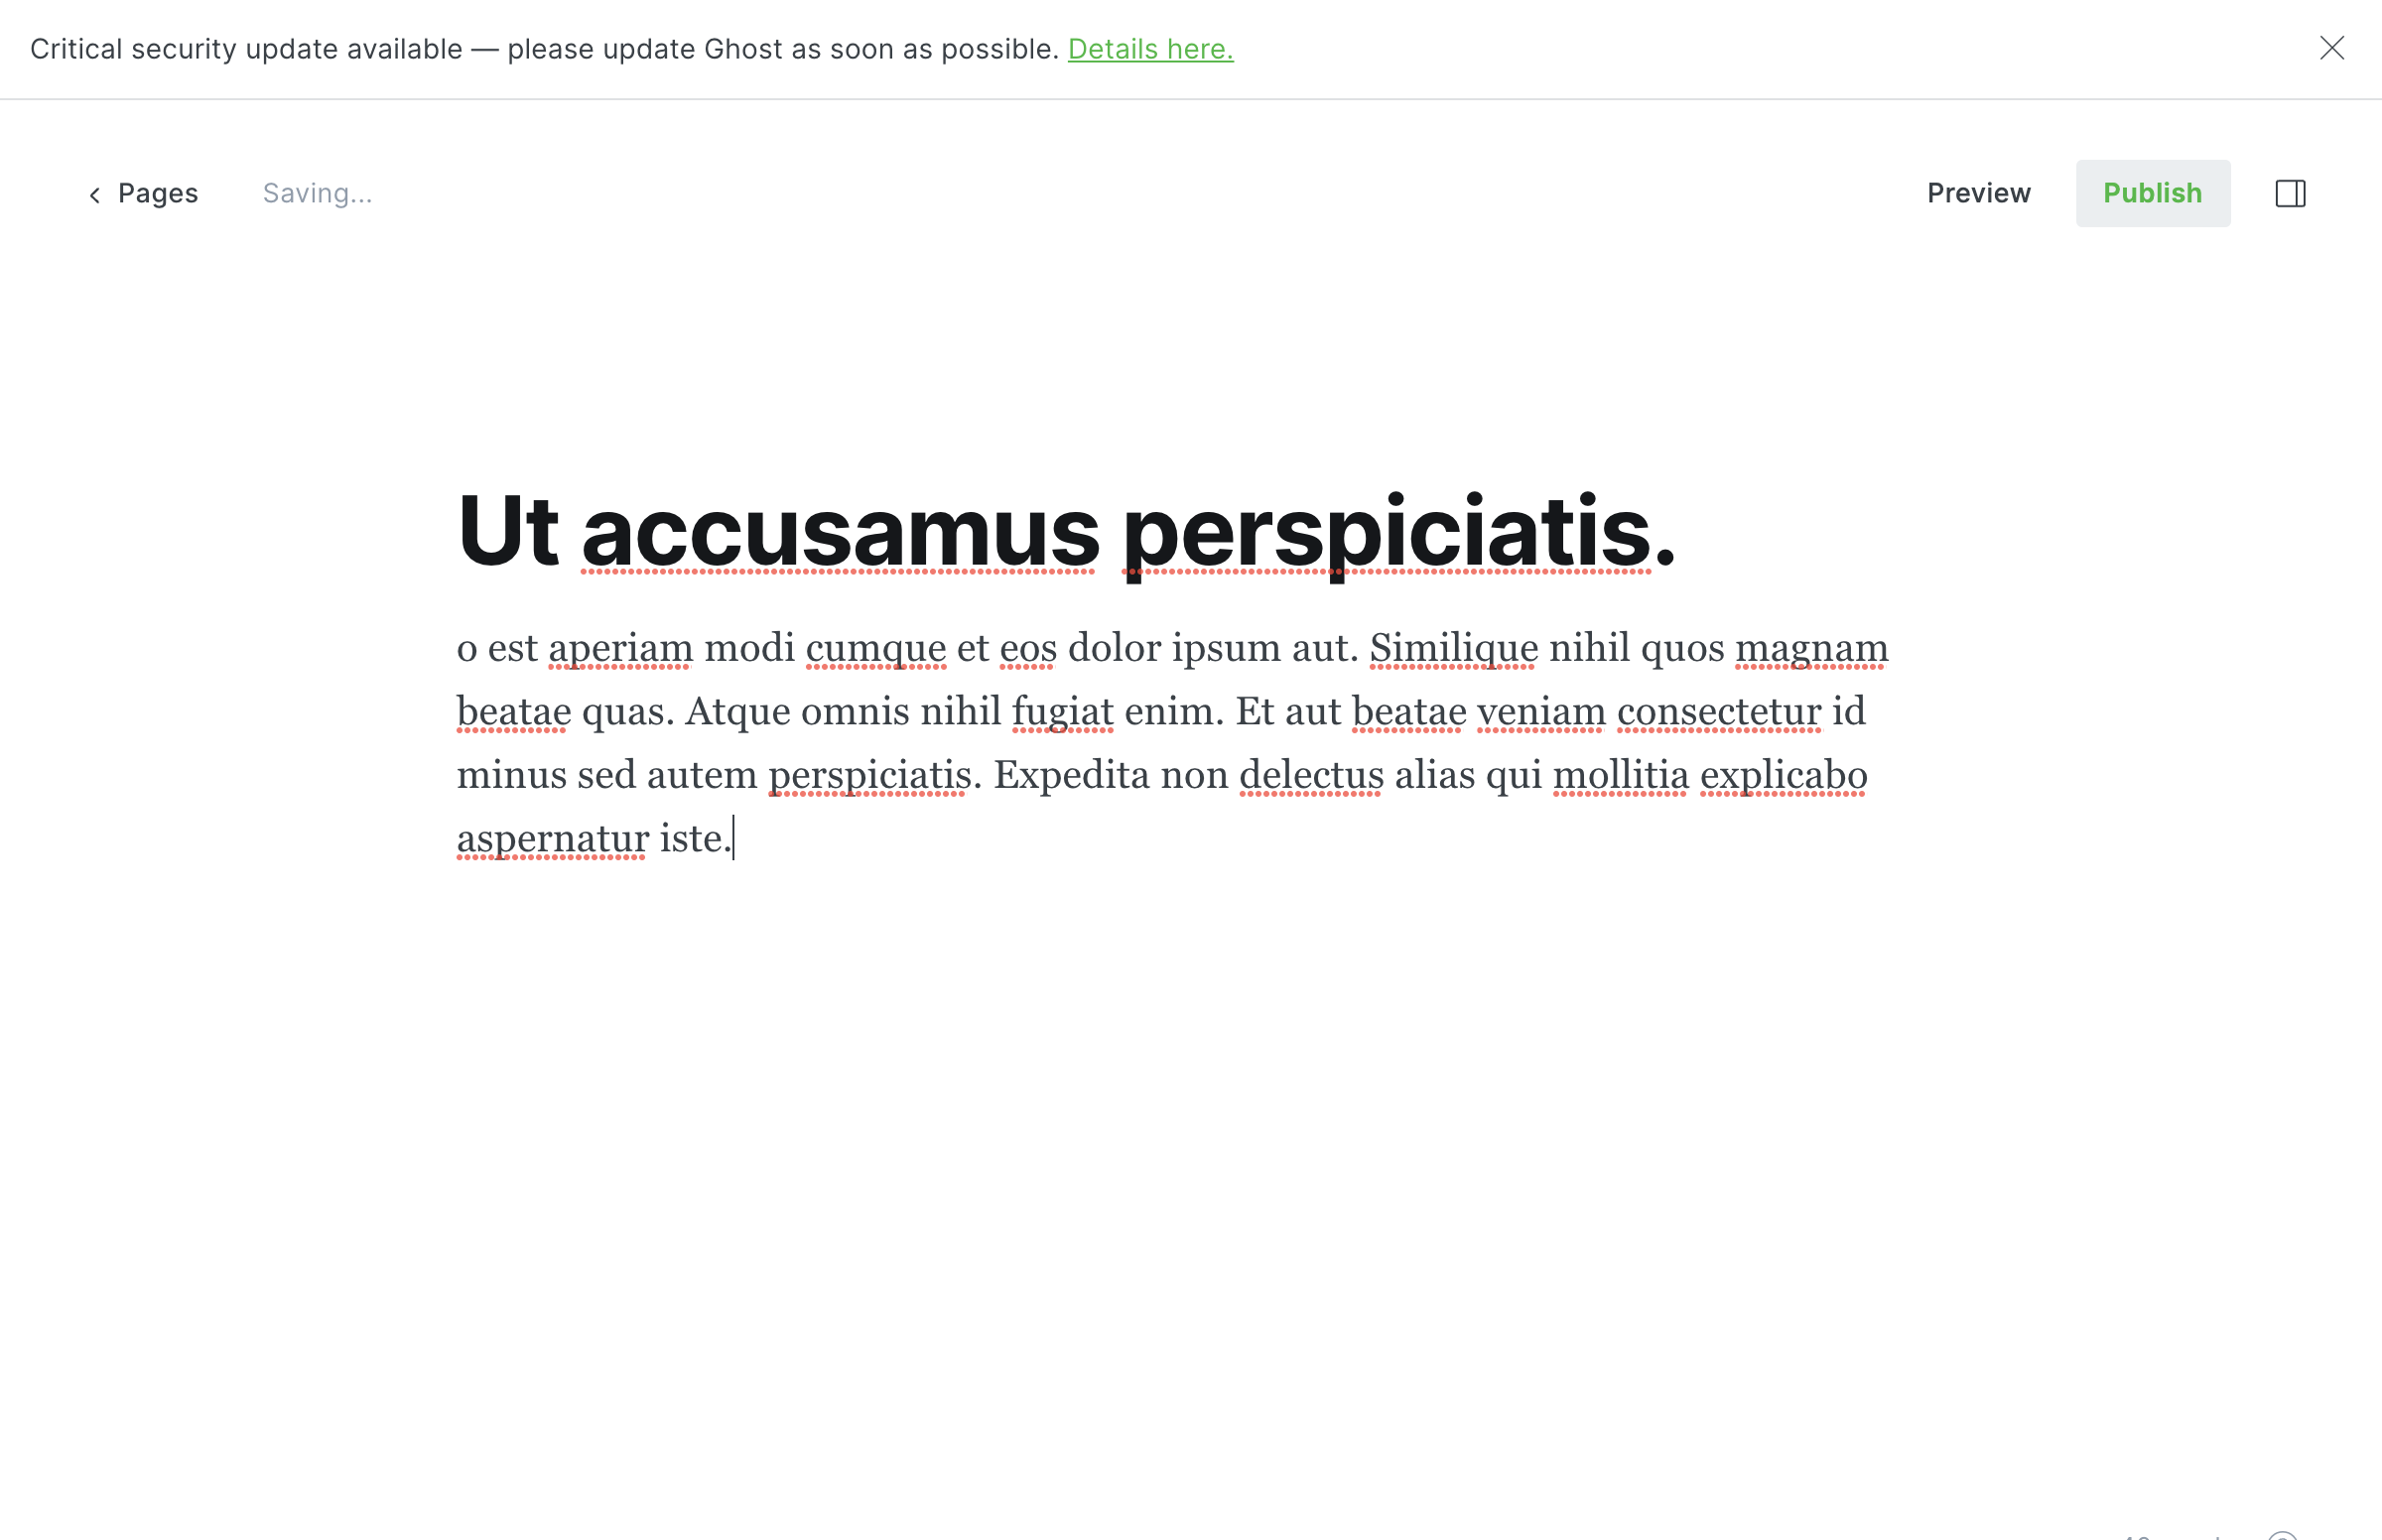 Critical security update available — please update Ghost as soon as possible. Details here.
Pages
Saving...
Preview
Publish
Ut accusamus perspiciatis.
o est aperiam modi cumque et eos dolor ipsum aut. Similique nihil quos magnam
beatae quas. Atque omnis nihil fugiat enim. Et aut beatae veniam consectetur id
minus sed autem perspiciatis. Expedita non delectus alias qui mollitia explicabo
aspernatur iste.